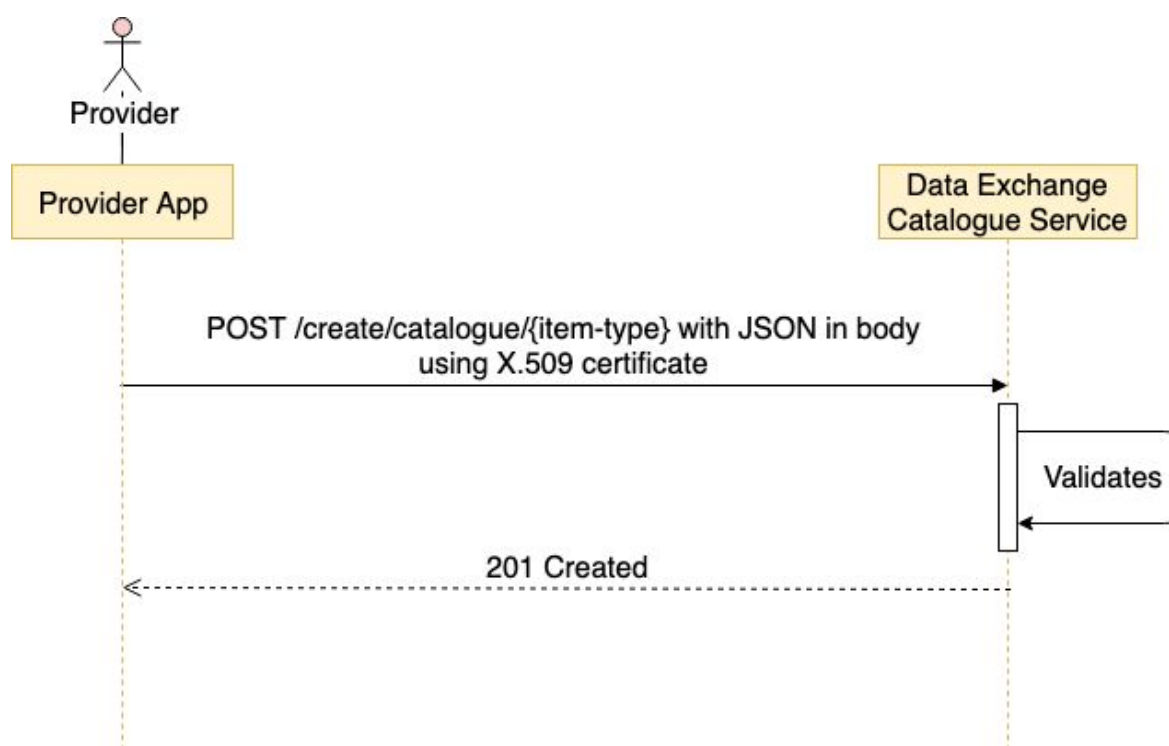 Provider
Provider App
Data Exchange
Catalogue Service
POST /create/catalogue/{item-type} with JSON in body
using X.509 certificate
Validates
201 Created